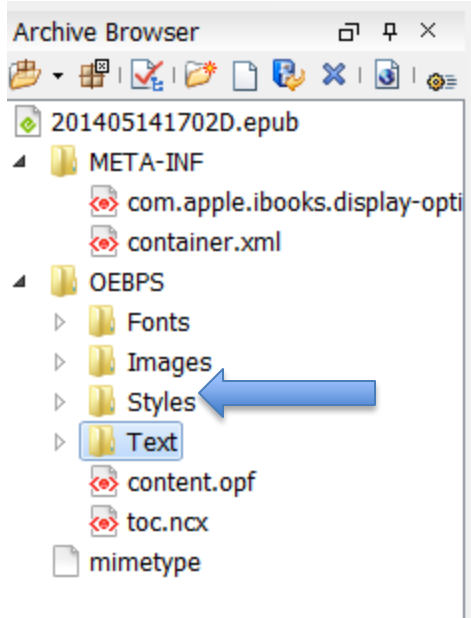 Archive Browser
201405141702D.epub
META-INF
com.apple.ibooks.display-opti
container.xml
OEBPS
Fonts
Images
Styles
Text
content.opf
toc.ncx
mimetype